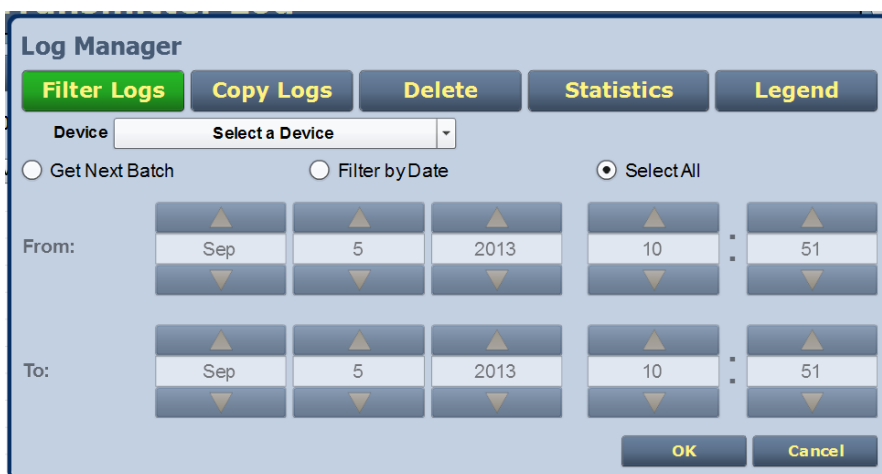 Log Manager
Filter Logs Copy Logs Delete Statistics Legend
Device Select a Device
Get Next Batch Filter by Date Select All
From: Sep 5 2013 10 : 51
To: Sep 5 2013 10 : 51
OK Cancel